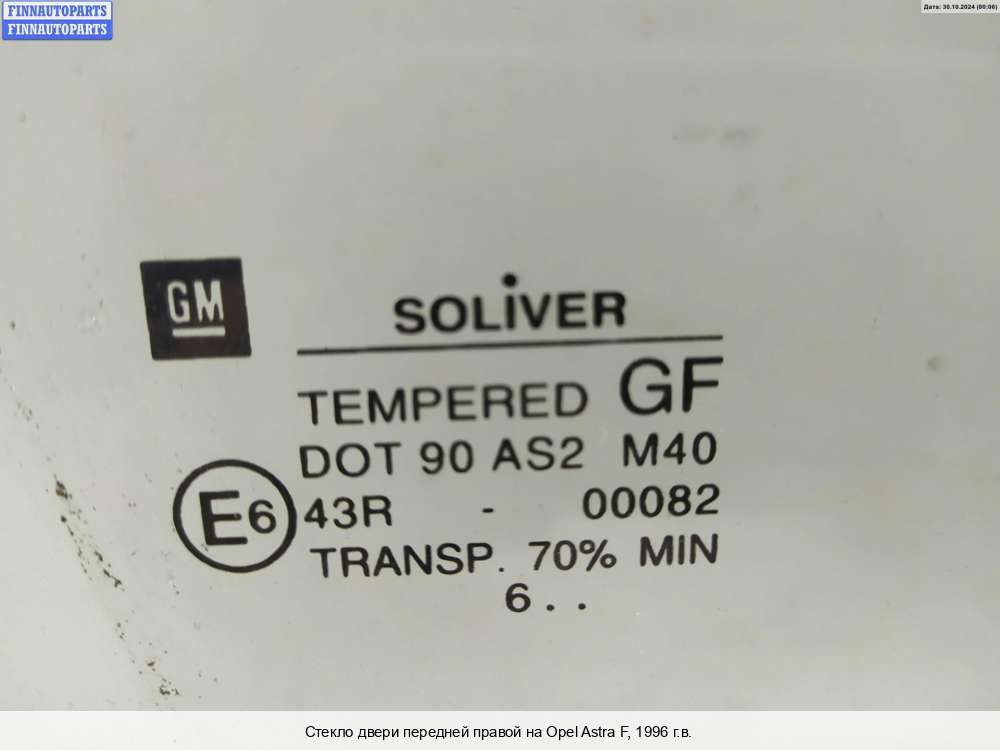 FINNAUTOPARTS
FINNAUTOPARTS
Дата: 30.10.2024 (00:06)
GM
SOLiVER
TEMPERED GF
DOT 90 AS2 M40
E6 43R - 00082
TRANSP. 70% MIN
6 . .
Стекло двери передней правой на Opel Astra F, 1996 г.в.